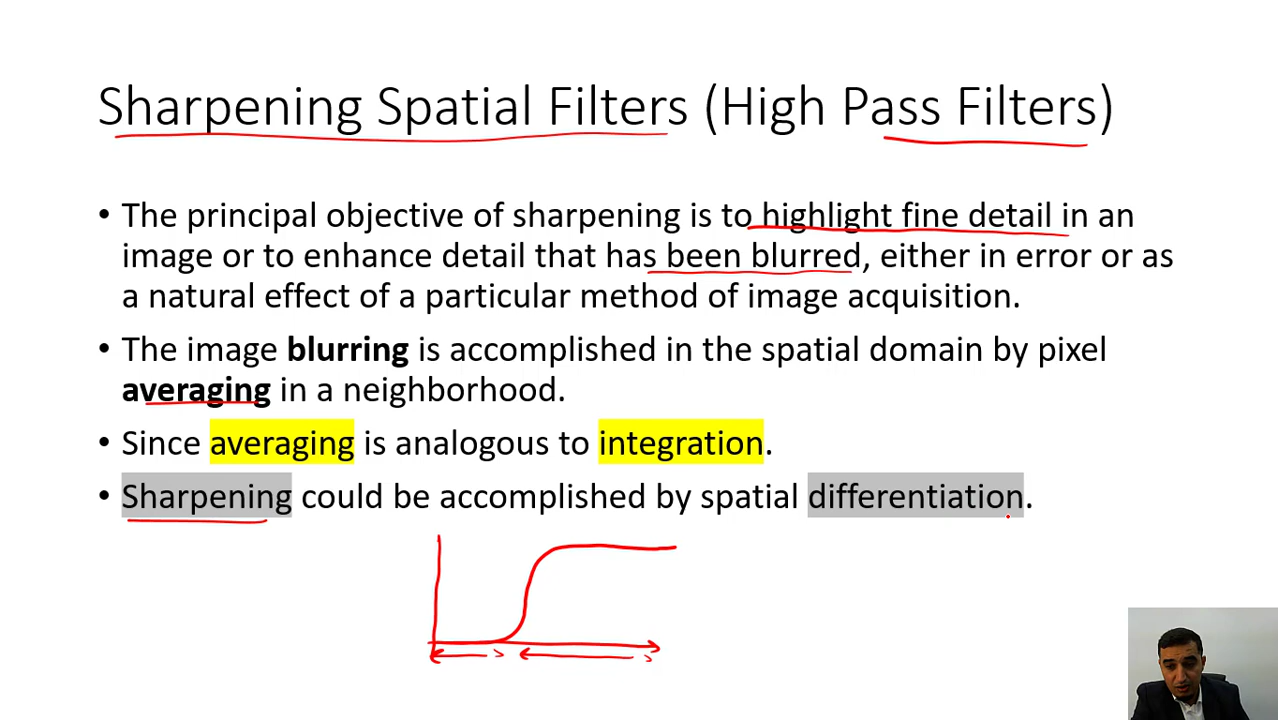 Sharpening Spatial Filters (High Pass Filters)
• The principal objective of sharpening is to highlight fine detail in an
image or to enhance detail that has been blurred, either in error or as
a natural effect of a particular method of image acquisition.
• The image blurring is accomplished in the spatial domain by pixel
averaging in a neighborhood.
• Since averaging is analogous to integration.
• Sharpening could be accomplished by spatial differentiation.